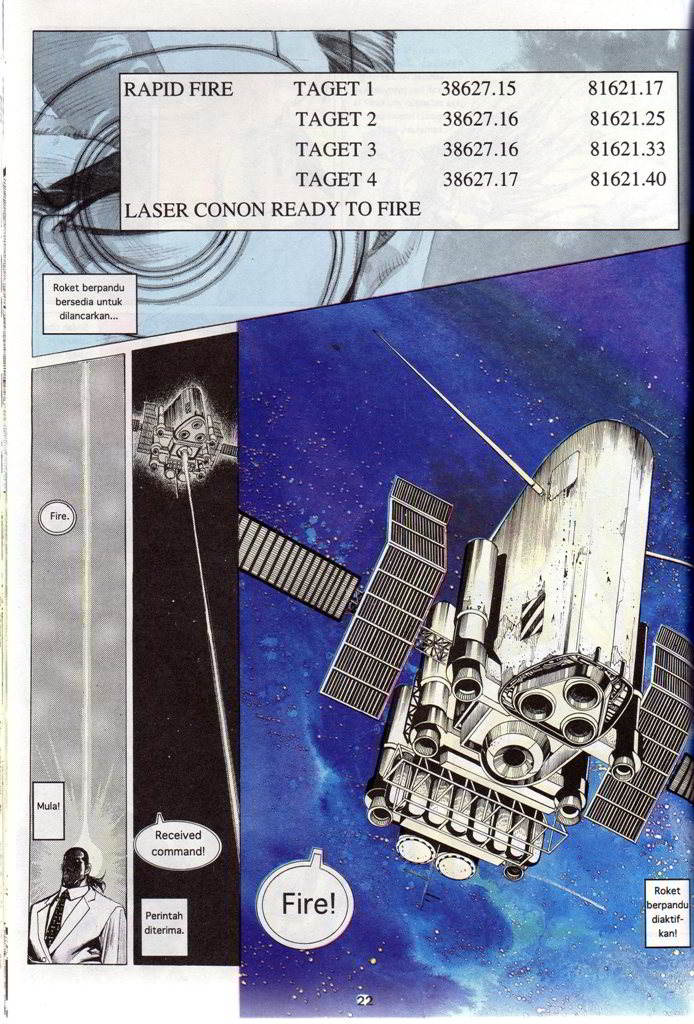 RAPID FIRE TAGET 1 38627.15 81621.17
TAGET 2 38627.16 81621.25
TAGET 3 38627.16 81621.33
TAGET 4 38627.17 81621.40
LASER CONON READY TO FIRE
Roket berpandu
bersedia untuk
dilancarkan...
Fire.
Mula!
Received
command!
Perintah
diterima.
Fire!
Roket
berpandu
diaktif-
kan!
22